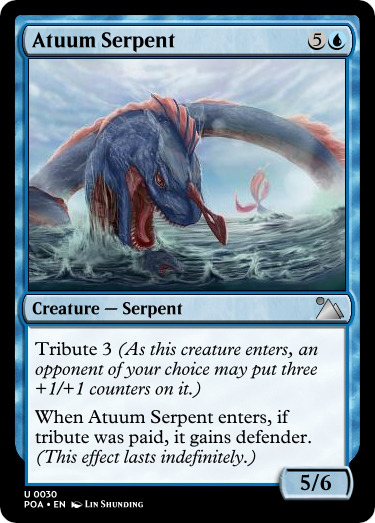 Atuum Serpent 5
Creature — Serpent
Tribute 3 (As this creature enters, an
opponent of your choice may put three
+1/+1 counters on it.)
When Atuum Serpent enters, if
tribute was paid, it gains defender.
(This effect lasts indefinitely.)
5/6
U 0030
POA • EN Lin Shunding